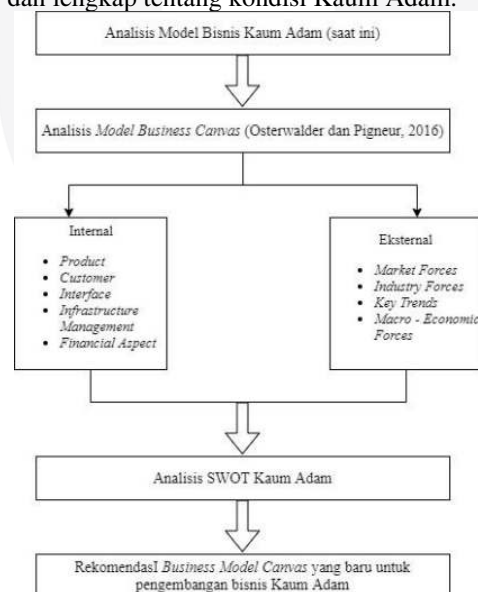 dan lengkap tentang kondisi Kaum Adam.
Analisis Model Bisnis Kaum Adam (saat ini)
Analisis Model Business Canvas (Osterwalder dan Pigneur, 2016)
Internal
• Product
• Customer
• Interface
• Infrastructure
Management
• Financial Aspect
Eksternal
• Market Forces
• Industry Forces
• Key Trends
• Macro - Economic
Forces
Analisis SWOT Kaum Adam
RekomendasI Business Model Canvas yang baru untuk
pengembangan bisnis Kaum Adam